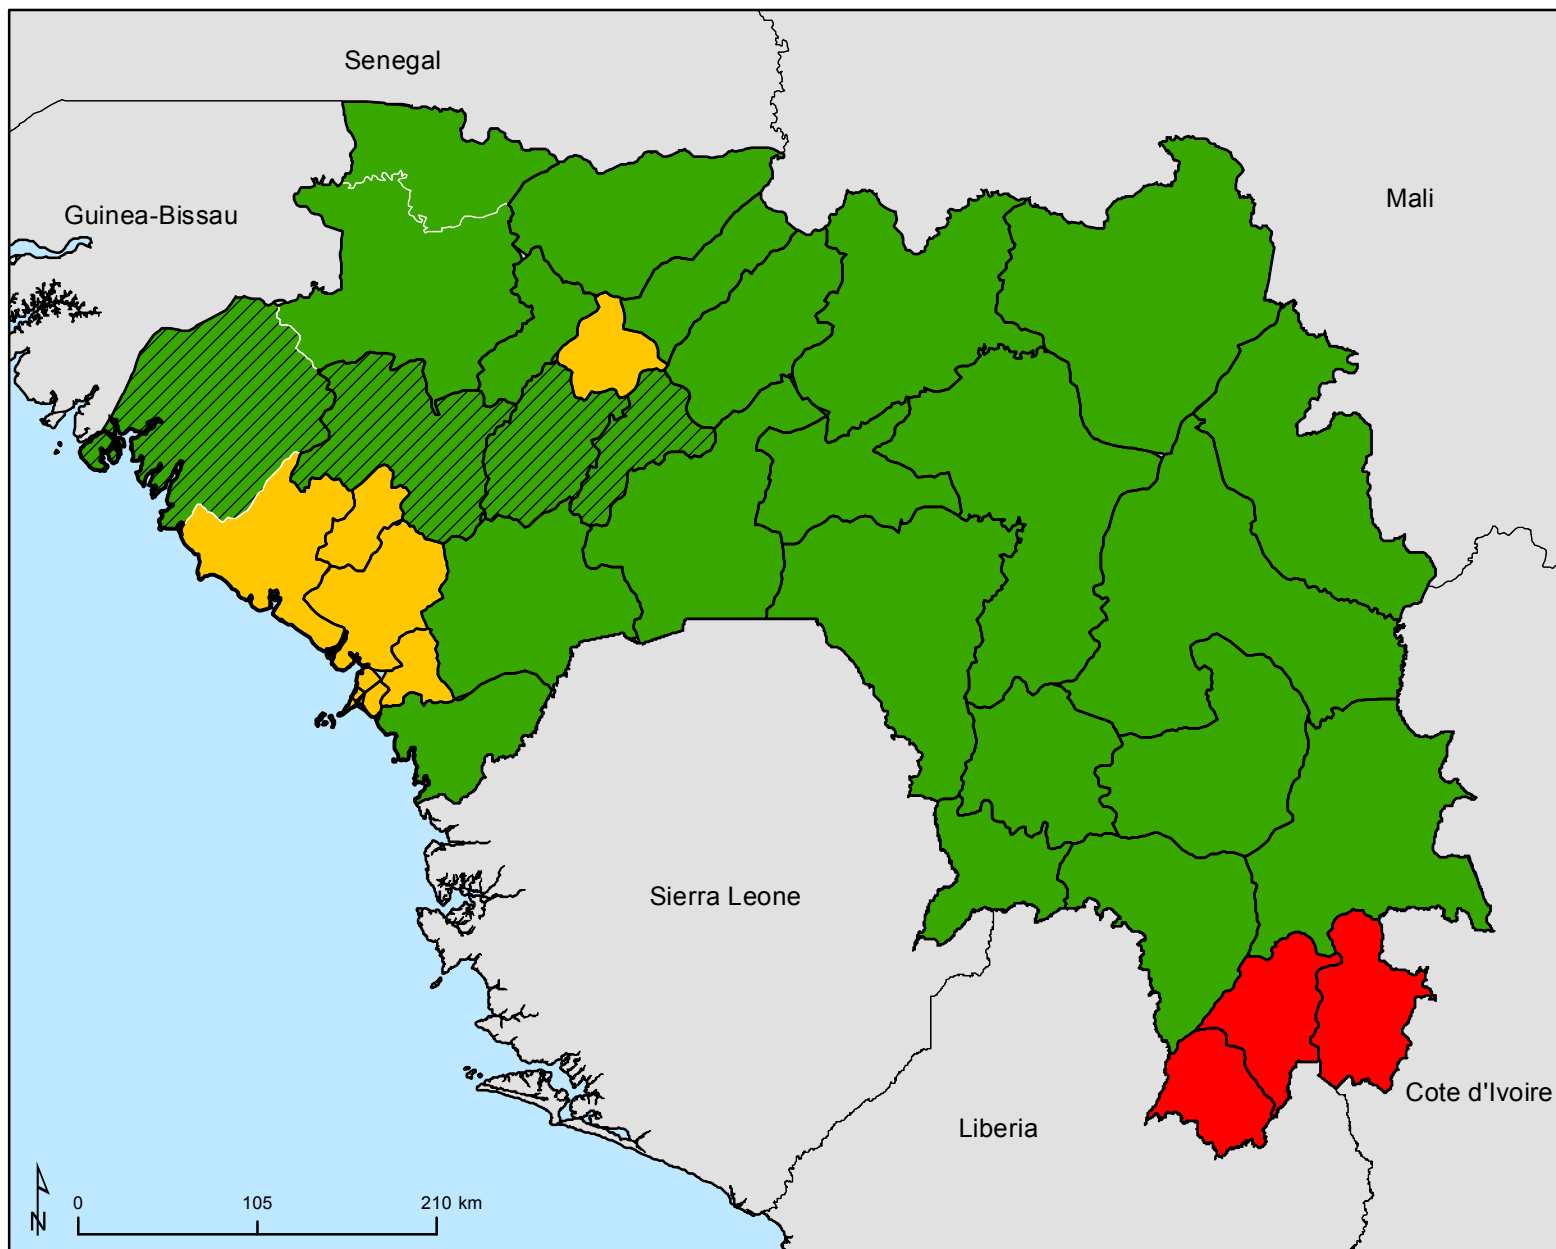 Senegal
Mali
Guinea-Bissau
Sierra Leone
Cote d'Ivoire
Liberia
N
0 105 210 km